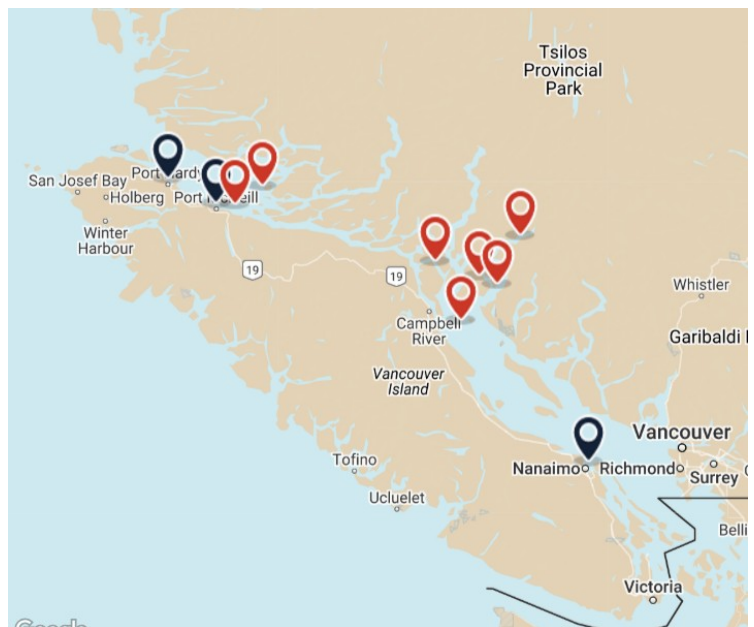 Tsilos
Provincial
Park
San Josef Bay
Holberg
Winter
Harbour
19
19
Whistler
Campbell
River
Garibaldi
Vancouver
Island
Vancouver
Nanaimo
Richmond
Surrey
Tofino
Ucluelet
Victoria
Google